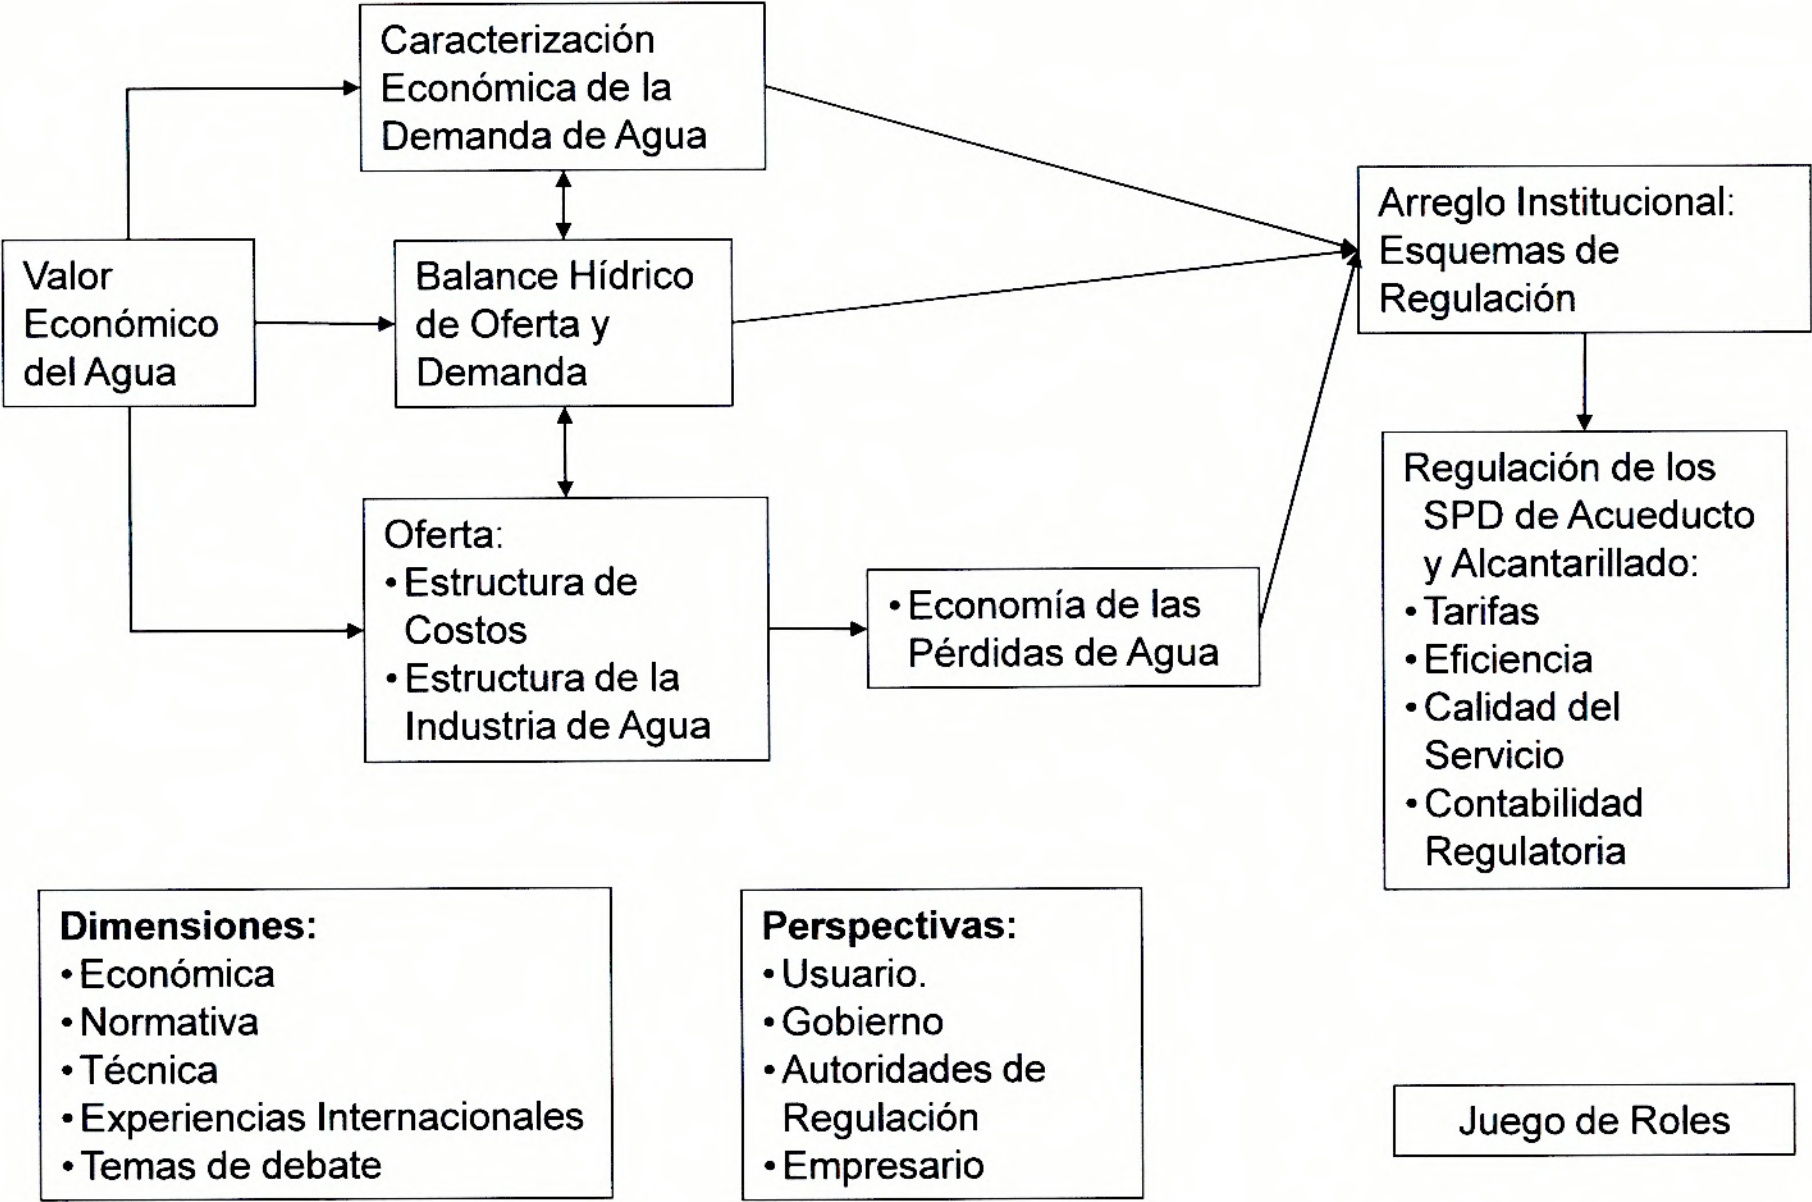 Caracterización
Económica de la
Demanda de Agua
Valor
Económico
del Agua
Balance Hídrico
de Oferta y
Demanda
Arreglo Institucional:
Esquemas de
Regulación
Oferta:
• Estructura de
Costos
• Estructura de la
Industria de Agua
• Economía de las
Pérdidas de Agua
Regulación de los
SPD de Acueducto
y Alcantarillado:
• Tarifas
• Eficiencia
• Calidad del
Servicio
• Contabilidad
Regulatoria
Dimensiones:
• Económica
• Normativa
• Técnica
• Experiencias Internacionales
• Temas de debate
Perspectivas:
• Usuario.
• Gobierno
• Autoridades de
Regulación
• Empresario
Juego de Roles